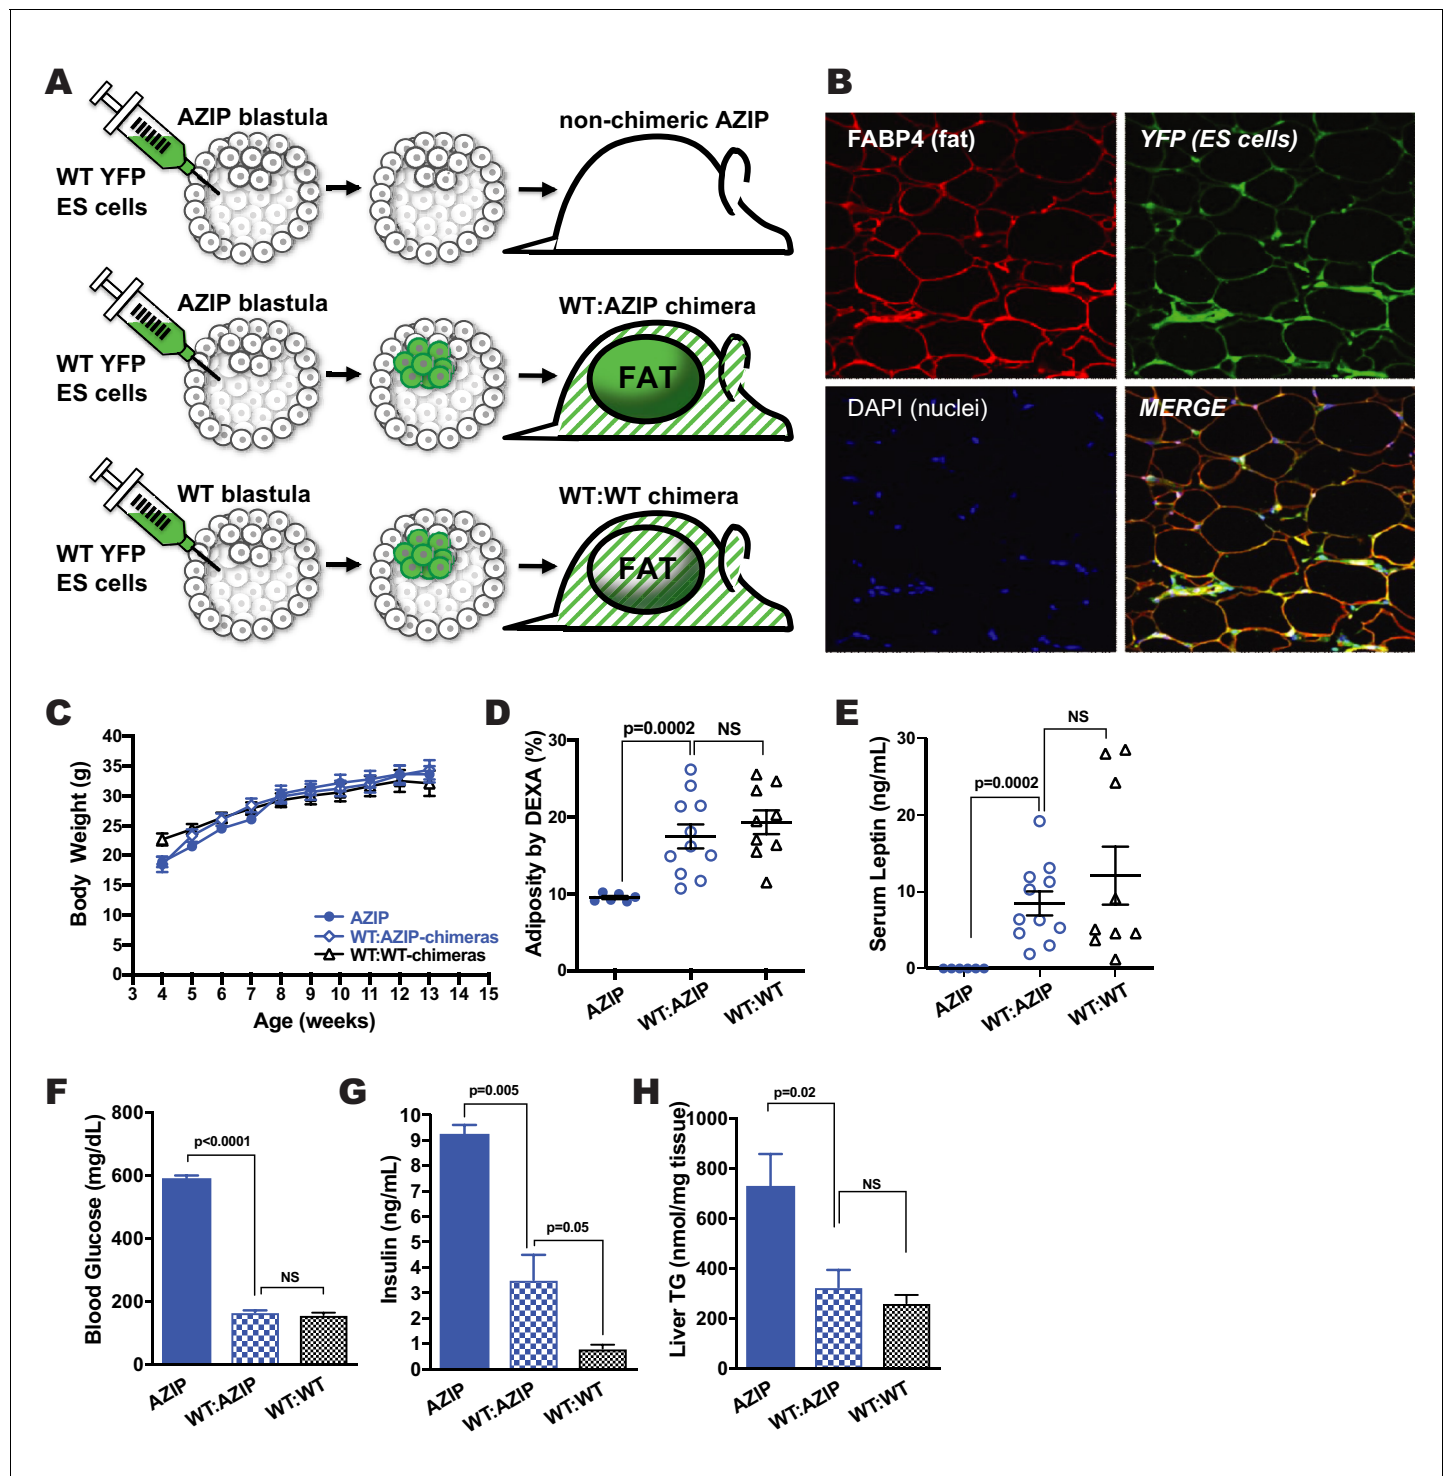 A
AZIP blastula
WT YFP
ES cells
non-chimeric AZIP
AZIP blastula
WT YFP
ES cells
WT:AZIP chimera
FAT
WT blastula
WT YFP
ES cells
WT:WT chimera
FAT
B
FABP4 (fat)
YFP (ES cells)
DAPI (nuclei)
MERGE
C
Body Weight (g)
40
35
30
25
20
15
10
5
0
3 4 5 6 7 8 9 10 11 12 13 14 15
Age (weeks)
AZIP
WT:AZIP-chimeras
WT:WT-chimeras
D
Adiposity by DEXA (%)
p=0.0002
NS
30
20
10
0
AZIP
WT:AZIP
WT:WT
E
Serum Leptin (ng/mL)
NS
p=0.0002
30
20
10
0
AZIP
WT:AZIP
WT:WT
F
Blood Glucose (mg/dL)
800
600
400
200
0
p<0.0001
NS
AZIP
WT:AZIP
WT:WT
G
Insulin (ng/mL)
p=0.005
p=0.05
10
9
8
7
6
5
4
3
2
1
0
AZIP
WT:AZIP
WT:WT
H
Liver TG (nmol/mg tissue)
p=0.02
NS
1000
800
600
400
200
0
AZIP
WT:AZIP
WT:WT